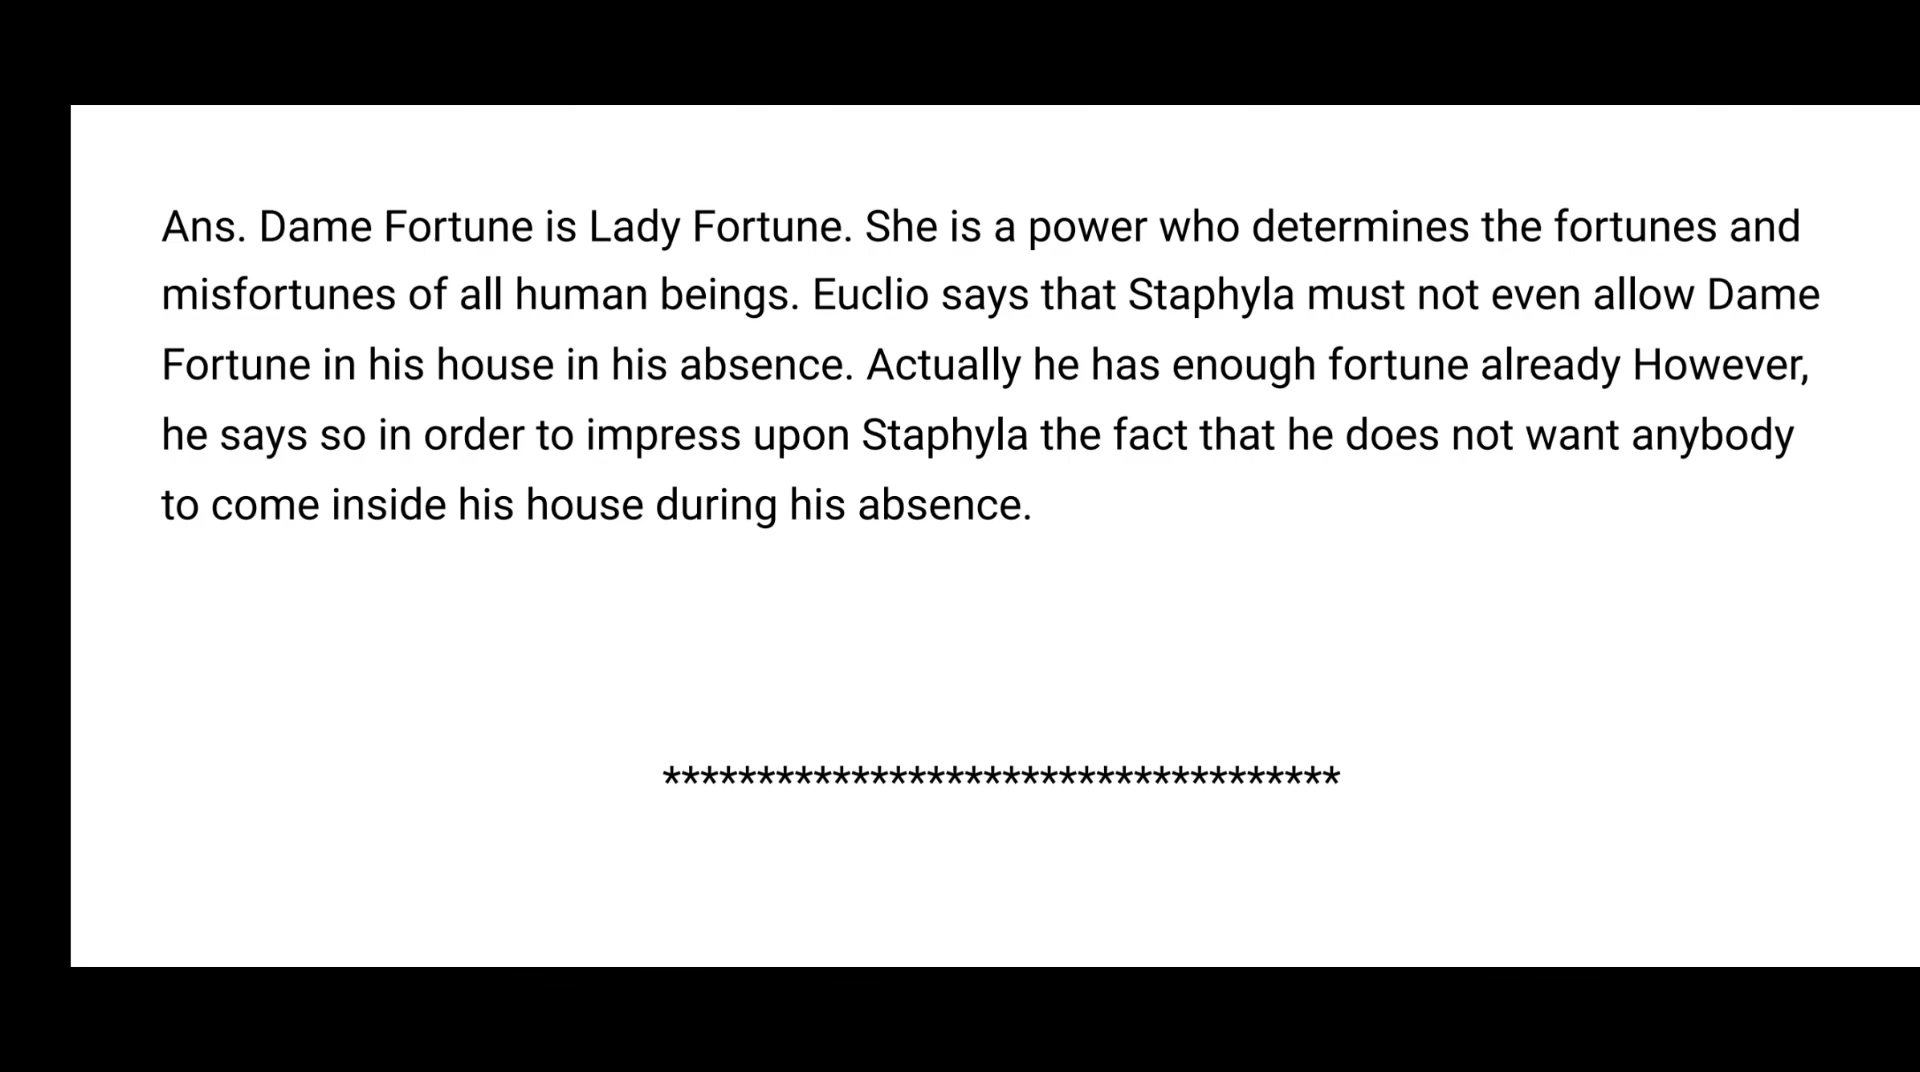 Ans. Dame Fortune is Lady Fortune. She is a power who determines the fortunes and
misfortunes of all human beings. Euclio says that Staphyla must not even allow Dame
Fortune in his house in his absence. Actually he has enough fortune already However,
he says so in order to impress upon Staphyla the fact that he does not want anybody
to come inside his house during his absence.
************************************